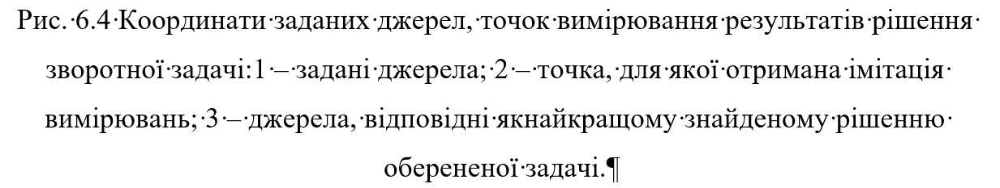 Рис. 6.4 Координати заданих джерел, точок вимірювання результатів рішення
зворотної задачі:1 – задані джерела; 2 – точка, для якої отримана імітація
вимірювань; 3 – джерела, відповідні якнайкращому знайденому рішенню
оберененої задачі.¶